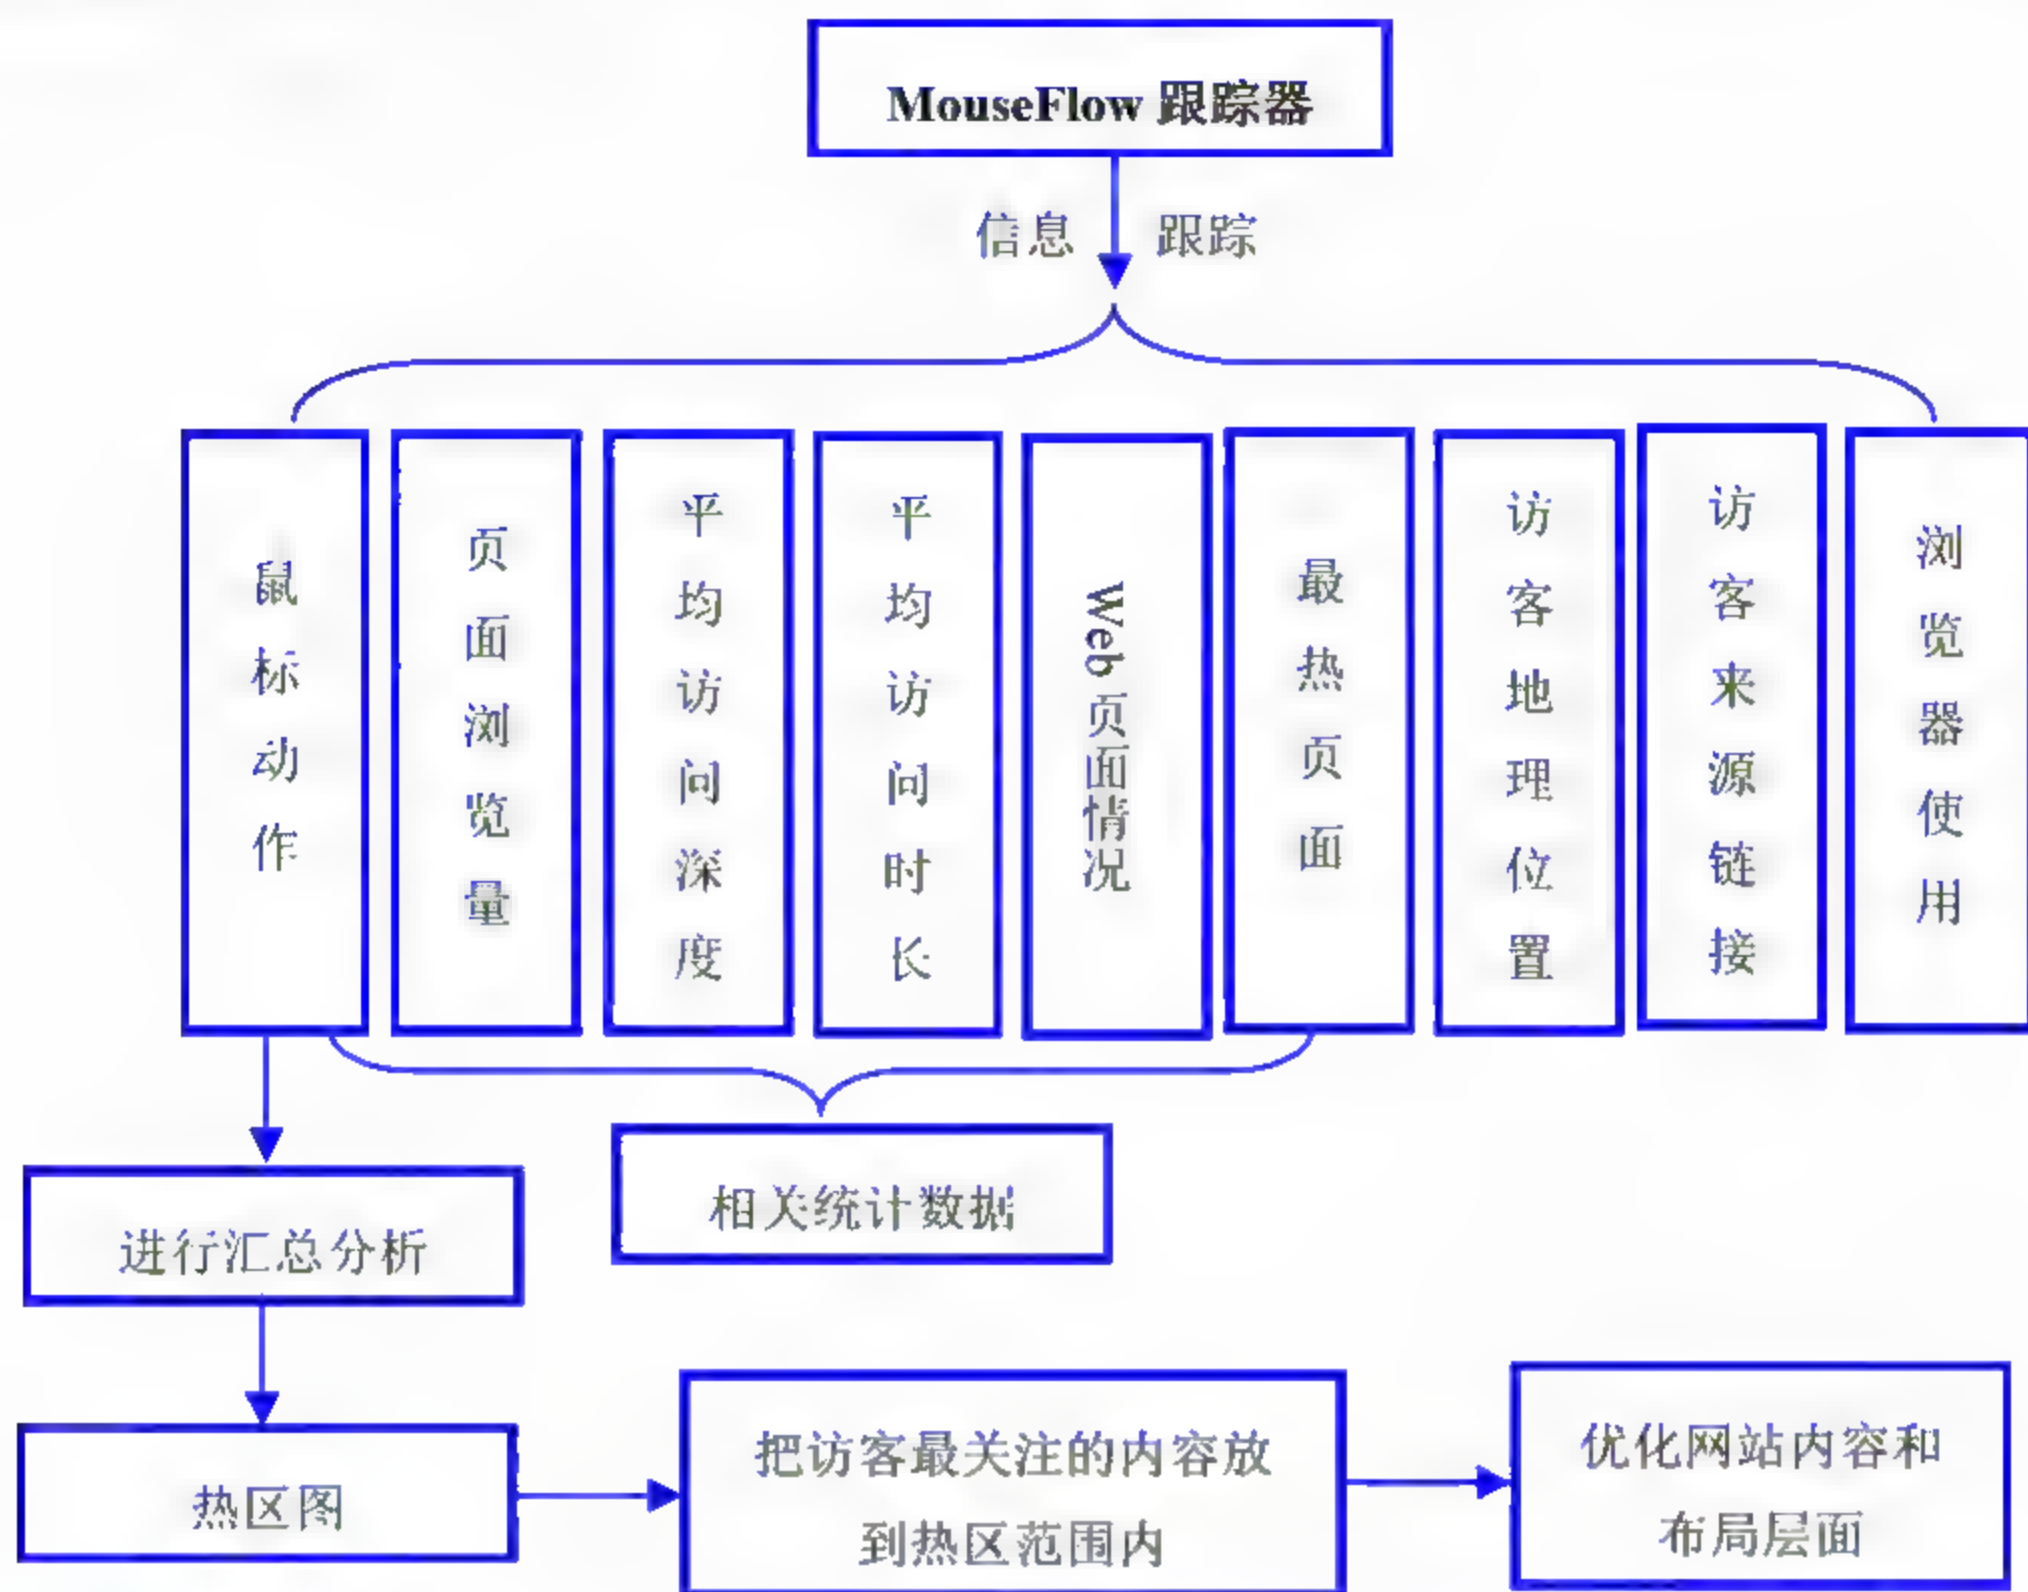 MouseFlow 跟踪器
信息 跟踪
鼠标动作
页面浏览量
平均访问深度
平均访问时长
Web 页面情况
最热页面
访客地理位置
访客来源链接
浏览器使用
相关统计数据
进行汇总分析
热区图
把访客最关注的内容放
到热区范围内
优化网站内容和
布局层面